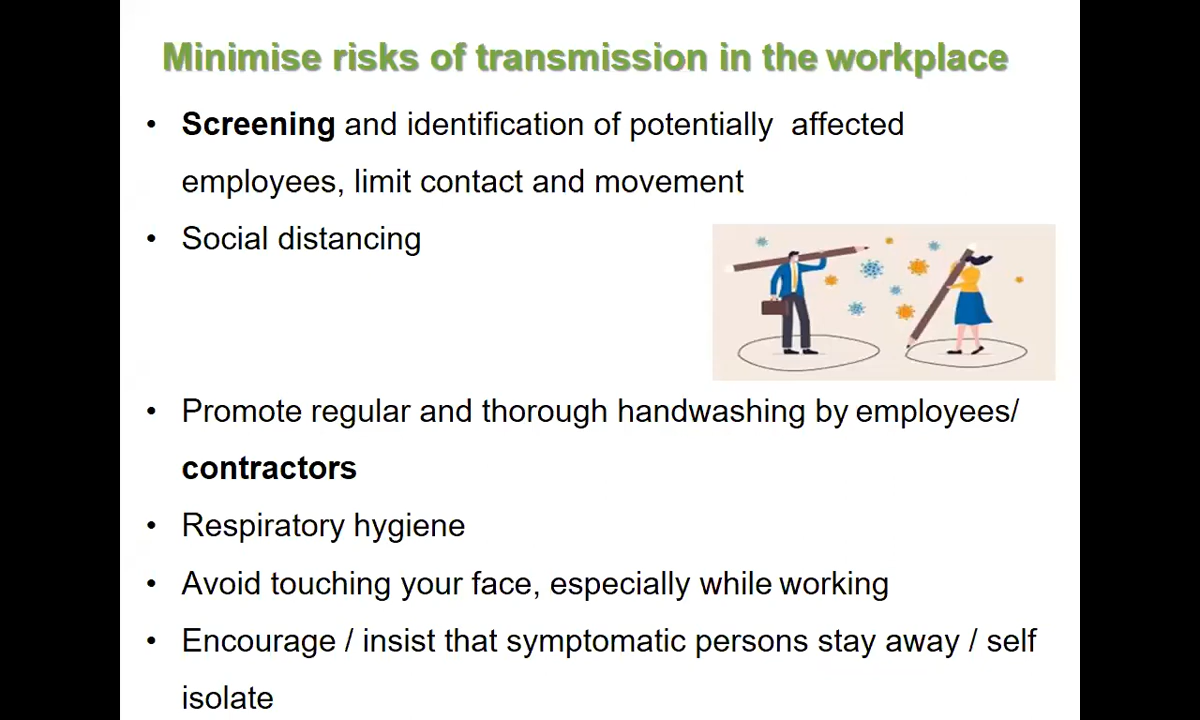 Minimise risks of transmission in the workplace
• Screening and identification of potentially affected
employees, limit contact and movement
• Social distancing
• Promote regular and thorough handwashing by employees/
contractors
• Respiratory hygiene
• Avoid touching your face, especially while working
• Encourage / insist that symptomatic persons stay away / self
isolate